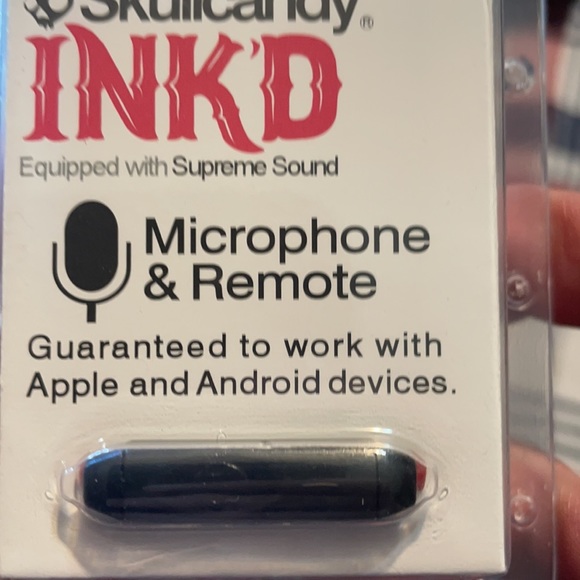 Skullcandy®
INK'D
Equipped with Supreme Sound
Microphone
& Remote
Guaranteed to work with
Apple and Android devices.